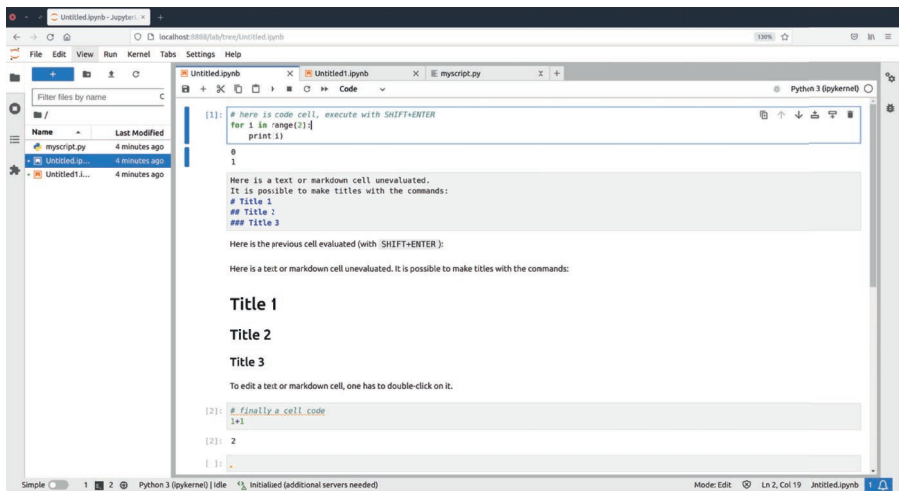 Untitled.ipynb - JupyterL
localhost:8888/lab/tree/Untitled.ipynb 130%
File Edit View Run Kernel Tabs Settings Help
Filter files by name
/
Name Last Modified
myscript.py 4 minutes ago
Untitled.ip... 4 minutes ago
Untitled1.i... 4 minutes ago
Untitled.ipynb Untitled1.ipynb myscript.py
Code Python 3 (ipykernel)
[1]: # here is code cell, execute with SHIFT+ENTER
for i in range(2):
print i)
0
1
Here is a text or markdown cell unevaluated.
It is possible to make titles with the commands:
# Title 1
## Title 2
### Title 3
Here is the previous cell evaluated (with SHIFT+ENTER ):
Here is a text or markdown cell unevaluated. It is possible to make titles with the commands:
Title 1
Title 2
Title 3
To edit a text or markdown cell, one has to double-click on it.
[2]: # finally a cell code
1+1
[2]: 2
[ ]:
Simple 1 2 Python 3 (ipykernel) | Idle Initialised (additional servers needed) Mode: Edit Ln 2, Col 19 Untitled.ipynb 1